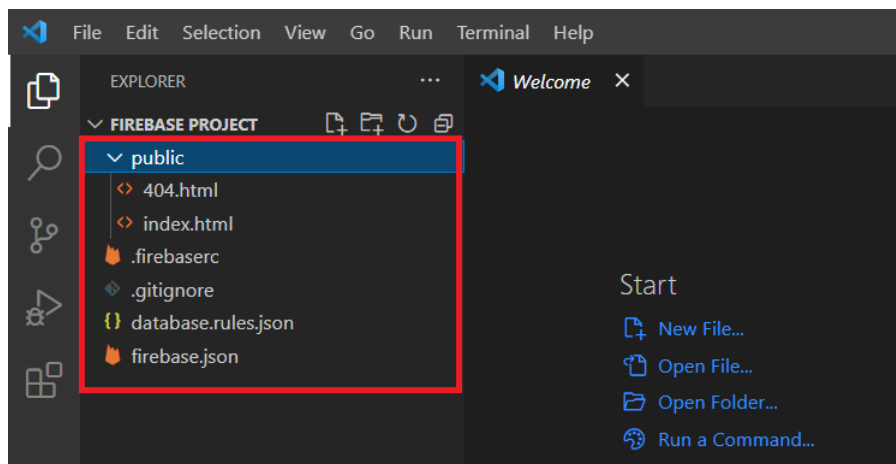 File Edit Selection View Go Run Terminal Help
EXPLORER
Welcome
FIREBASE PROJECT
public
404.html
index.html
.firebaserc
.gitignore
{} database.rules.json
firebase.json
Start
New File...
Open File...
Open Folder...
Run a Command...